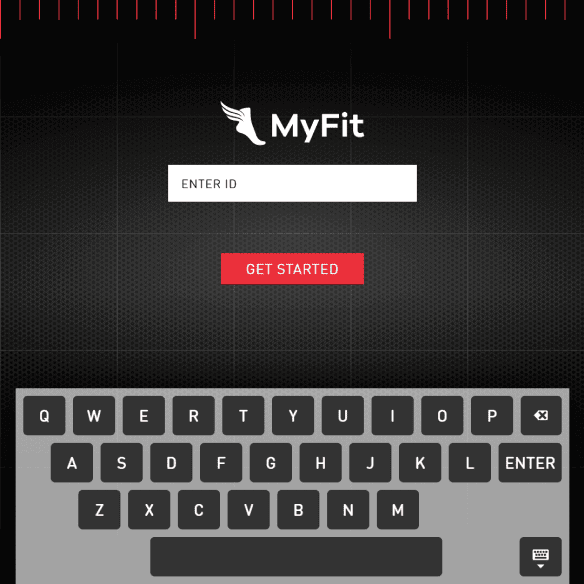 MyFit
ENTER ID
GET STARTED
Q W E R T Y U I O P
A S D F G H J K L ENTER
Z X C V B N M